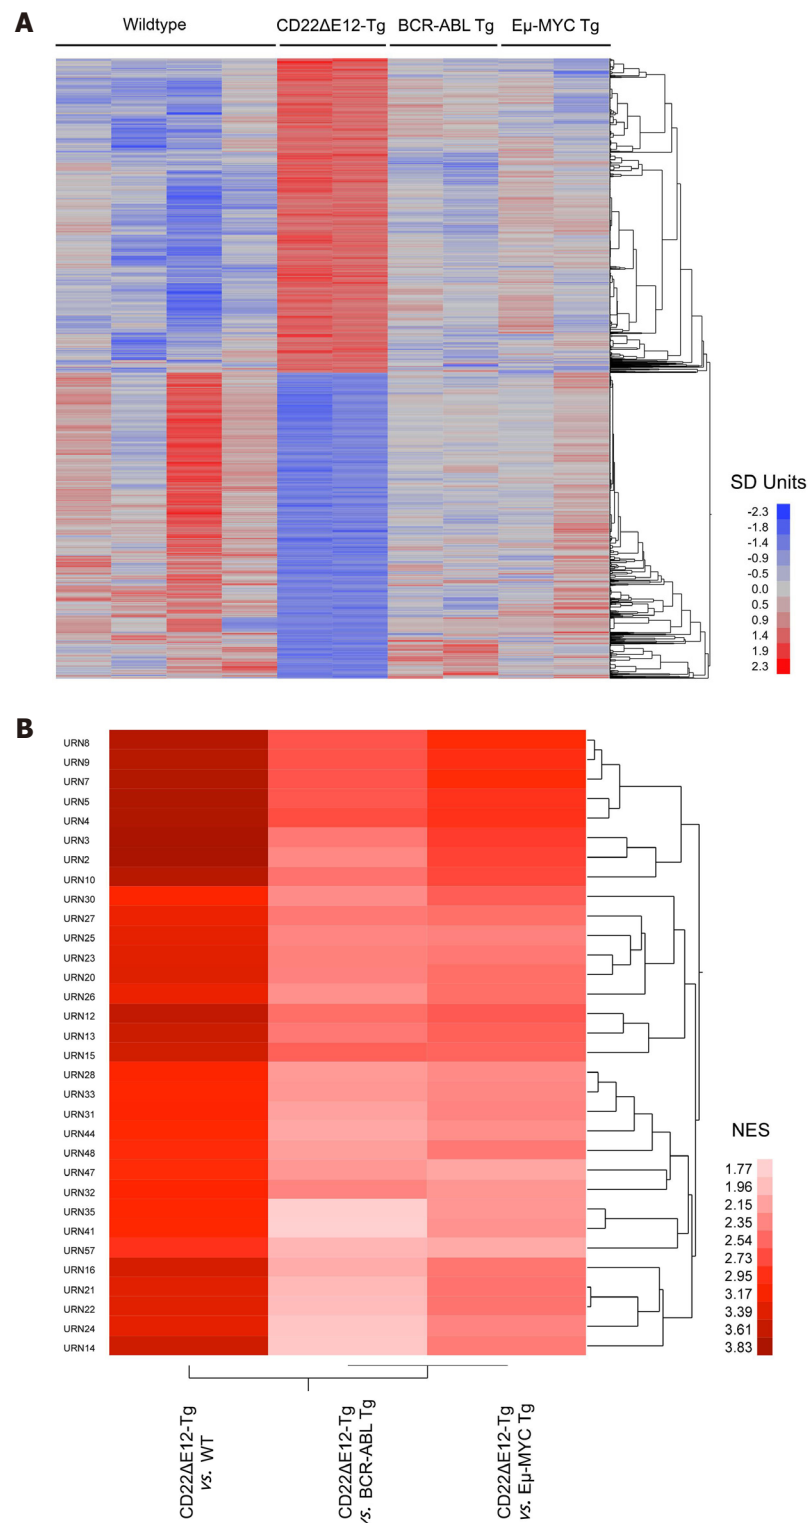 A
Wildtype CD22ΔE12-Tg BCR-ABL Tg Eμ-MYC Tg
SD Units
-2.3
-1.8
-1.4
-0.9
-0.5
0.0
0.5
0.9
1.4
1.9
2.3
B
URN8
URN9
URN7
URN5
URN4
URN3
URN2
URN10
URN30
URN27
URN25
URN23
URN20
URN26
URN12
URN13
URN15
URN28
URN33
URN31
URN44
URN48
URN47
URN32
URN35
URN41
URN57
URN16
URN21
URN22
URN24
URN14
NES
1.77
1.96
2.15
2.35
2.54
2.73
2.95
3.17
3.39
3.61
3.83
CD22ΔE12-Tg
vs. WT
CD22ΔE12-Tg
vs. BCR-ABL Tg
CD22ΔE12-Tg
vs. Eμ-MYC Tg